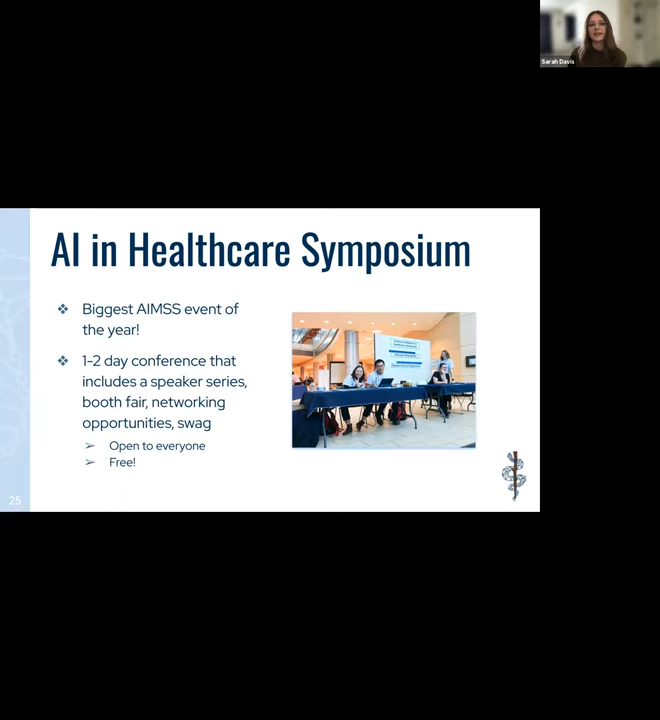 Sarah Davis
AI in Healthcare Symposium
❖ Biggest AIMSS event of
the year!
❖ 1-2 day conference that
includes a speaker series,
booth fair, networking
opportunities, swag
➢ Open to everyone
➢ Free!
25